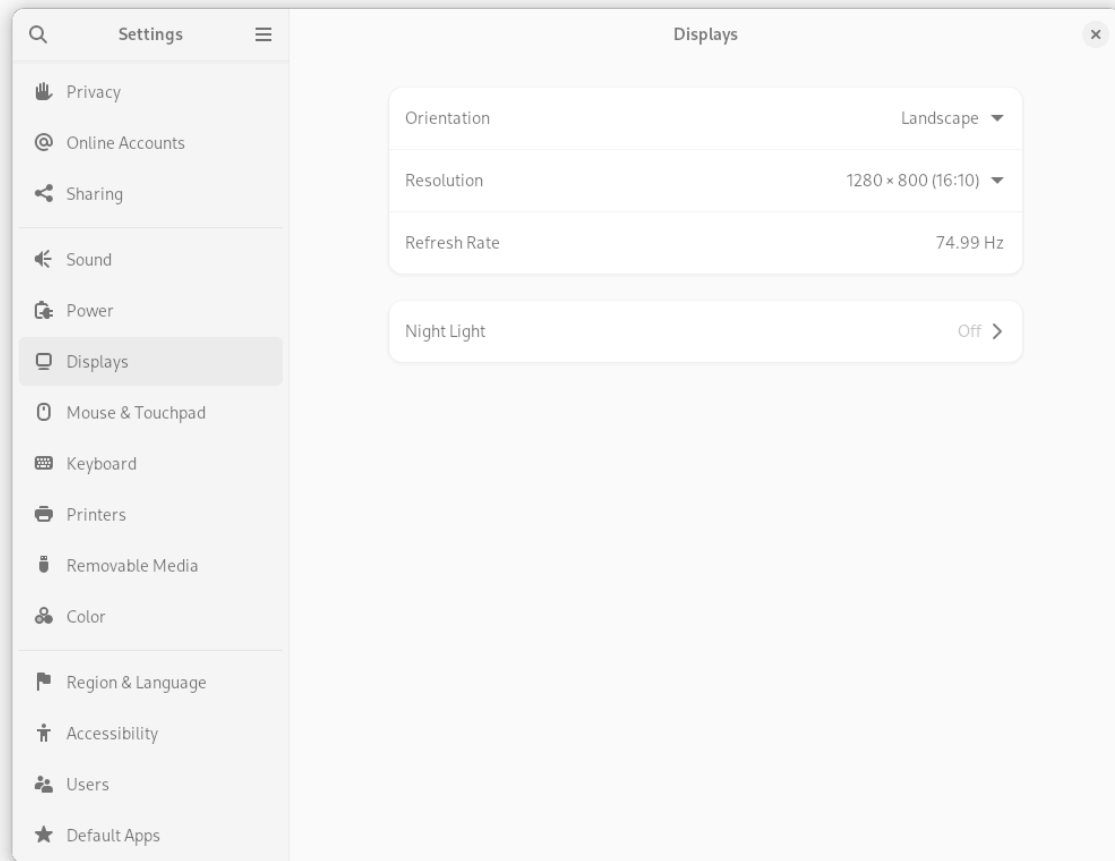 Settings
Displays
Privacy
Online Accounts
Sharing
Sound
Power
Displays
Mouse & Touchpad
Keyboard
Printers
Removable Media
Color
Region & Language
Accessibility
Users
Default Apps
Orientation Landscape
Resolution 1280 × 800 (16:10)
Refresh Rate 74.99 Hz
Night Light Off